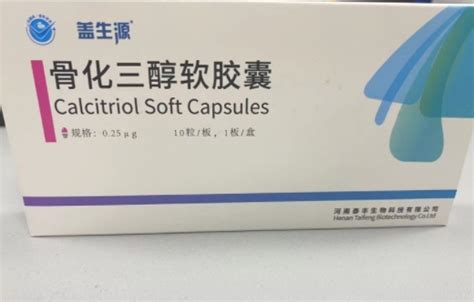 盖生源
骨化三醇软胶囊
Calcitriol Soft Capsules
规格：0.25μg 10粒/板，1板/盒
河南泰丰生物科技有限公司
Henan Taifeng Biotechnology Co.Ltd